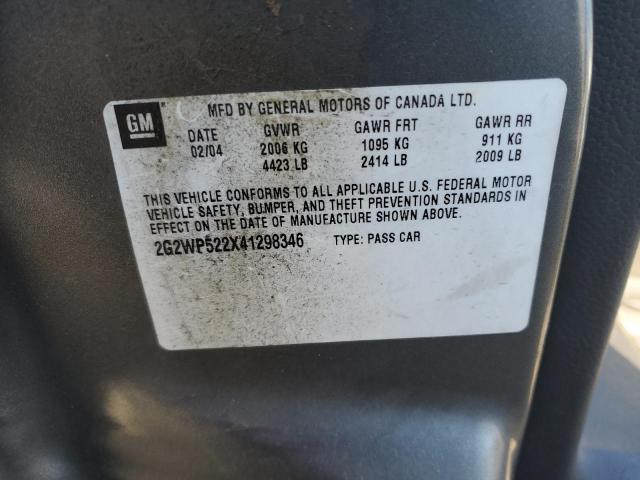 GM
MFD BY GENERAL MOTORS OF CANADA LTD.
DATE GVWR GAWR FRT GAWR RR
02/04 2006 KG 1095 KG 911 KG
4423 LB 2414 LB 2009 LB
THIS VEHICLE CONFORMS TO ALL APPLICABLE U.S. FEDERAL MOTOR
VEHICLE SAFETY, BUMPER, AND THEFT PREVENTION STANDARDS IN
EFFECT ON THE DATE OF MANUFACTURE SHOWN ABOVE.
2G2WP522X41298346 TYPE: PASS CAR